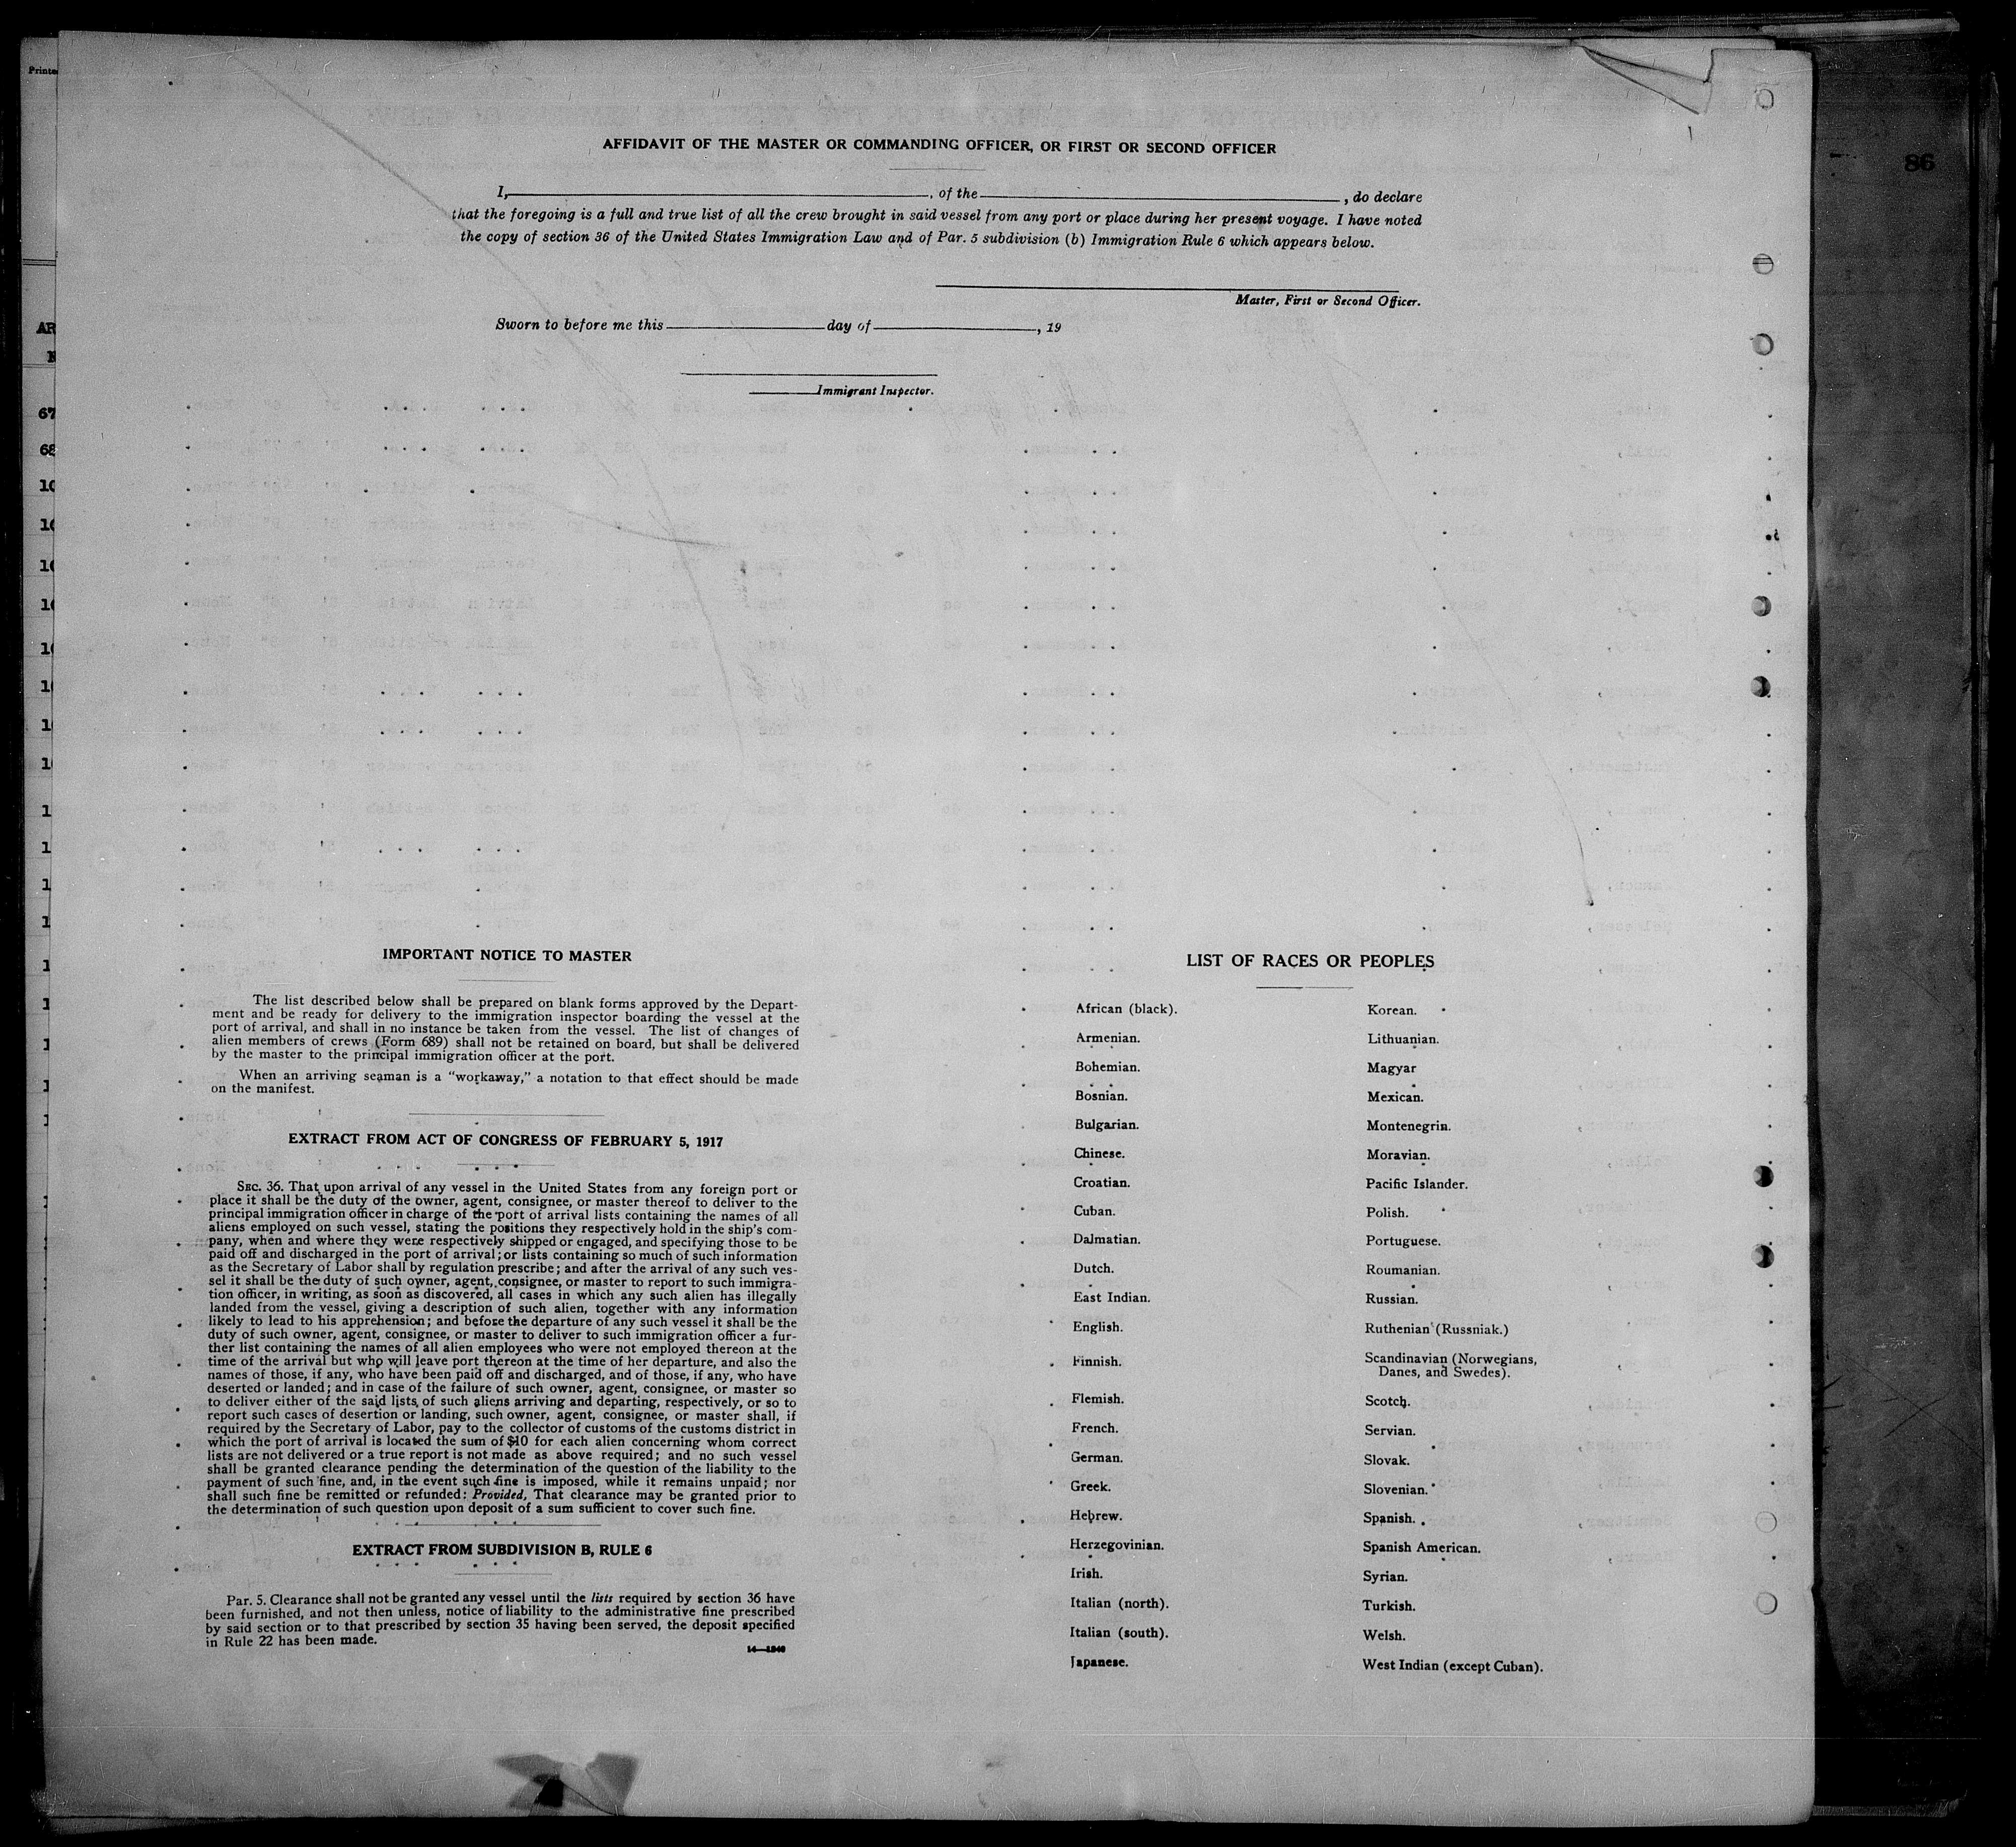 Printe
86
AFFIDAVIT OF THE MASTER OR COMMANDING OFFICER, OR FIRST OR SECOND OFFICER
I, , of the , do declare
that the foregoing is a full and true list of all the crew brought in said vessel from any port or place during her present voyage. I have noted
the copy of section 36 of the United States Immigration Law and of Par. 5 subdivision (b) Immigration Rule 6 which appears below.
Master, First or Second Officer.
Sworn to before me this day of , 19
Immigrant Inspector.
AR
67
68
IMPORTANT NOTICE TO MASTER
The list described below shall be prepared on blank forms approved by the Depart-
ment and be ready for delivery to the immigration inspector boarding the vessel at the
port of arrival, and shall in no instance be taken from the vessel. The list of changes of
alien members of crews (Form 689) shall not be retained on board, but shall be delivered
by the master to the principal immigration officer at the port.
When an arriving seaman is a "workaway," a notation to that effect should be made
on the manifest.
EXTRACT FROM ACT OF CONGRESS OF FEBRUARY 5, 1917
SEC. 36. That upon arrival of any vessel in the United States from any foreign port or
place it shall be the duty of the owner, agent, consignee, or master thereof to deliver to the
principal immigration officer in charge of the port of arrival lists containing the names of all
aliens employed on such vessel, stating the positions they respectively hold in the ship's com-
pany, when and where they were respectively shipped or engaged, and specifying those to be
paid off and discharged in the port of arrival; or lists containing so much of such information
as the Secretary of Labor shall by regulation prescribe; and after the arrival of any such ves-
sel it shall be the duty of such owner, agent, consignee, or master to report to such immigra-
tion officer, in writing, as soon as discovered, all cases in which any such alien has illegally
landed from the vessel, giving a description of such alien, together with any information
likely to lead to his apprehension; and before the departure of any such vessel it shall be the
duty of such owner, agent, consignee, or master to deliver to such immigration officer a fur-
ther list containing the names of all alien employees who were not employed thereon at the
time of the arrival but who will leave port thereon at the time of her departure, and also the
names of those, if any, who have been paid off and discharged, and of those, if any, who have
deserted or landed; and in case of the failure of such owner, agent, consignee, or master so
to deliver either of the said lists of such aliens arriving and departing, respectively, or so to
report such cases of desertion or landing, such owner, agent, consignee, or master shall, if
required by the Secretary of Labor, pay to the collector of customs of the customs district in
which the port of arrival is located the sum of $10 for each alien concerning whom correct
lists are not delivered or a true report is not made as above required; and no such vessel
shall be granted clearance pending the determination of the question of the liability to the
payment of such fine, and, in the event such fine is imposed, while it remains unpaid; nor
shall such fine be remitted or refunded: Provided, That clearance may be granted prior to
the determination of such question upon deposit of a sum sufficient to cover such fine.
EXTRACT FROM SUBDIVISION B, RULE 6
Par. 5. Clearance shall not be granted any vessel until the lists required by section 36 have
been furnished, and not then unless, notice of liability to the administrative fine prescribed
by said section or to that prescribed by section 35 having been served, the deposit specified
in Rule 22 has been made.
14—1240
LIST OF RACES OR PEOPLES
African (black).
Armenian.
Bohemian.
Bosnian.
Bulgarian.
Chinese.
Croatian.
Cuban.
Dalmatian.
Dutch.
East Indian.
English.
Finnish.
Flemish.
French.
German.
Greek.
Hebrew.
Herzegovinian.
Irish.
Italian (north).
Italian (south).
Japanese.
Korean.
Lithuanian.
Magyar
Mexican.
Montenegrin.
Moravian.
Pacific Islander.
Polish.
Portuguese.
Roumanian.
Russian.
Ruthenian (Russniak.)
Scandinavian (Norwegians,
Danes, and Swedes).
Scotch.
Servian.
Slovak.
Slovenian.
Spanish.
Spanish American.
Syrian.
Turkish.
Welsh.
West Indian (except Cuban).